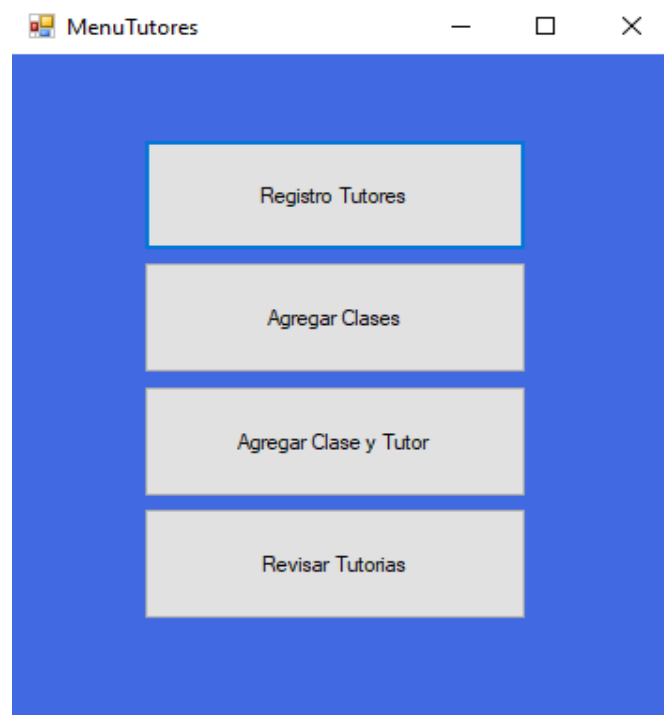 MenuTutores
Registro Tutores
Agregar Clases
Agregar Clase y Tutor
Revisar Tutorias